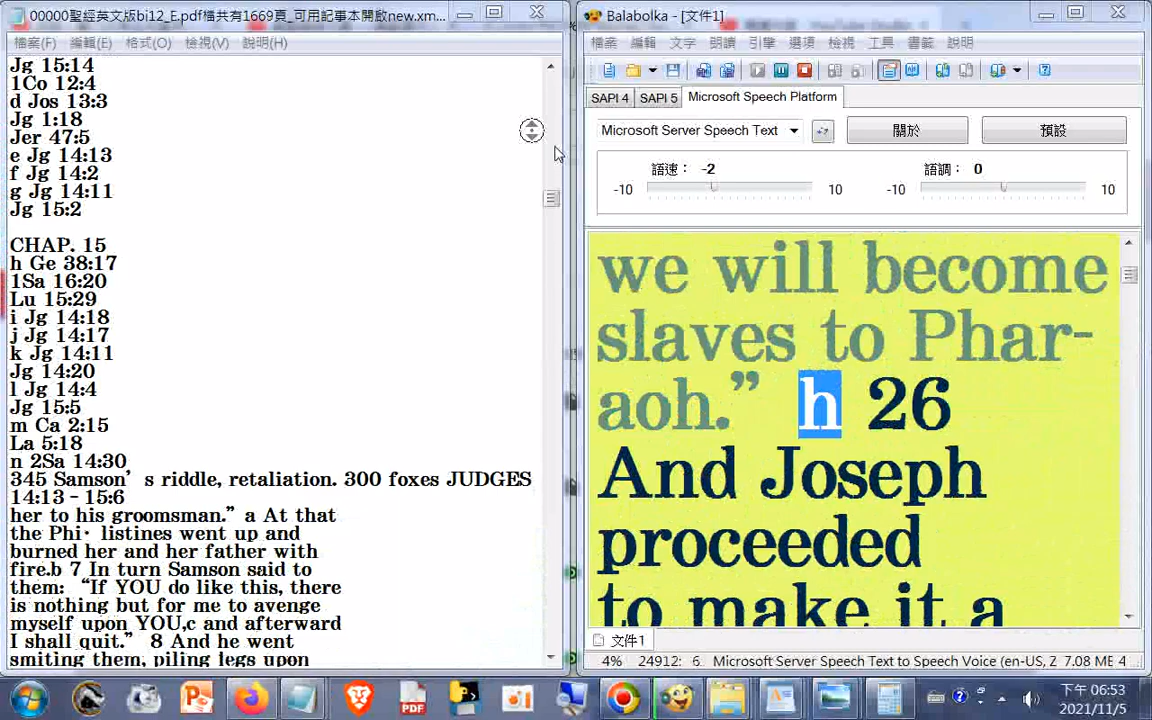 00000聖經英文版bi12_E.pdf檔共有1669頁_可用記事本開啟new.xm...
檔案(F) 編輯(E) 格式(O) 檢視(V) 說明(H)
Jg 15:14
1Co 12:4
d Jos 13:3
Jg 1:18
Jer 47:5
e Jg 14:13
f Jg 14:2
g Jg 14:11
Jg 15:2
CHAP. 15
h Ge 38:17
1Sa 16:20
Lu 15:29
i Jg 14:18
j Jg 14:17
k Jg 14:11
Jg 14:20
l Jg 14:4
Jg 15:5
m Ca 2:15
La 5:18
n 2Sa 14:30
345 Samson’s riddle, retaliation. 300 foxes JUDGES
14:13–15:6
her to his groomsman.” a At that
the Phi· listines went up and
burned her and her father with
fire.b 7 In turn Samson said to
them: “If YOU do like this, there
is nothing but for me to avenge
myself upon YOU,c and afterward
I shall quit.” 8 And he went
smiting them, piling legs upon
Balabolka - [文件1]
檔案 編輯 文字 朗讀 引擎 選項 檢視 工具 書籤 說明
SAPI 4 SAPI 5 Microsoft Speech Platform
Microsoft Server Speech Text 關於 預設
語速： -2 語調： 0
-10 10 -10 10
we will become
slaves to Phar-
aoh.” h 26
And Joseph
proceeded
to make it a
文件1
4% 24912: 6. Microsoft Server Speech Text to Speech Voice (en-US, Z 7.08 ME 4
下午 06:53
2021/11/5